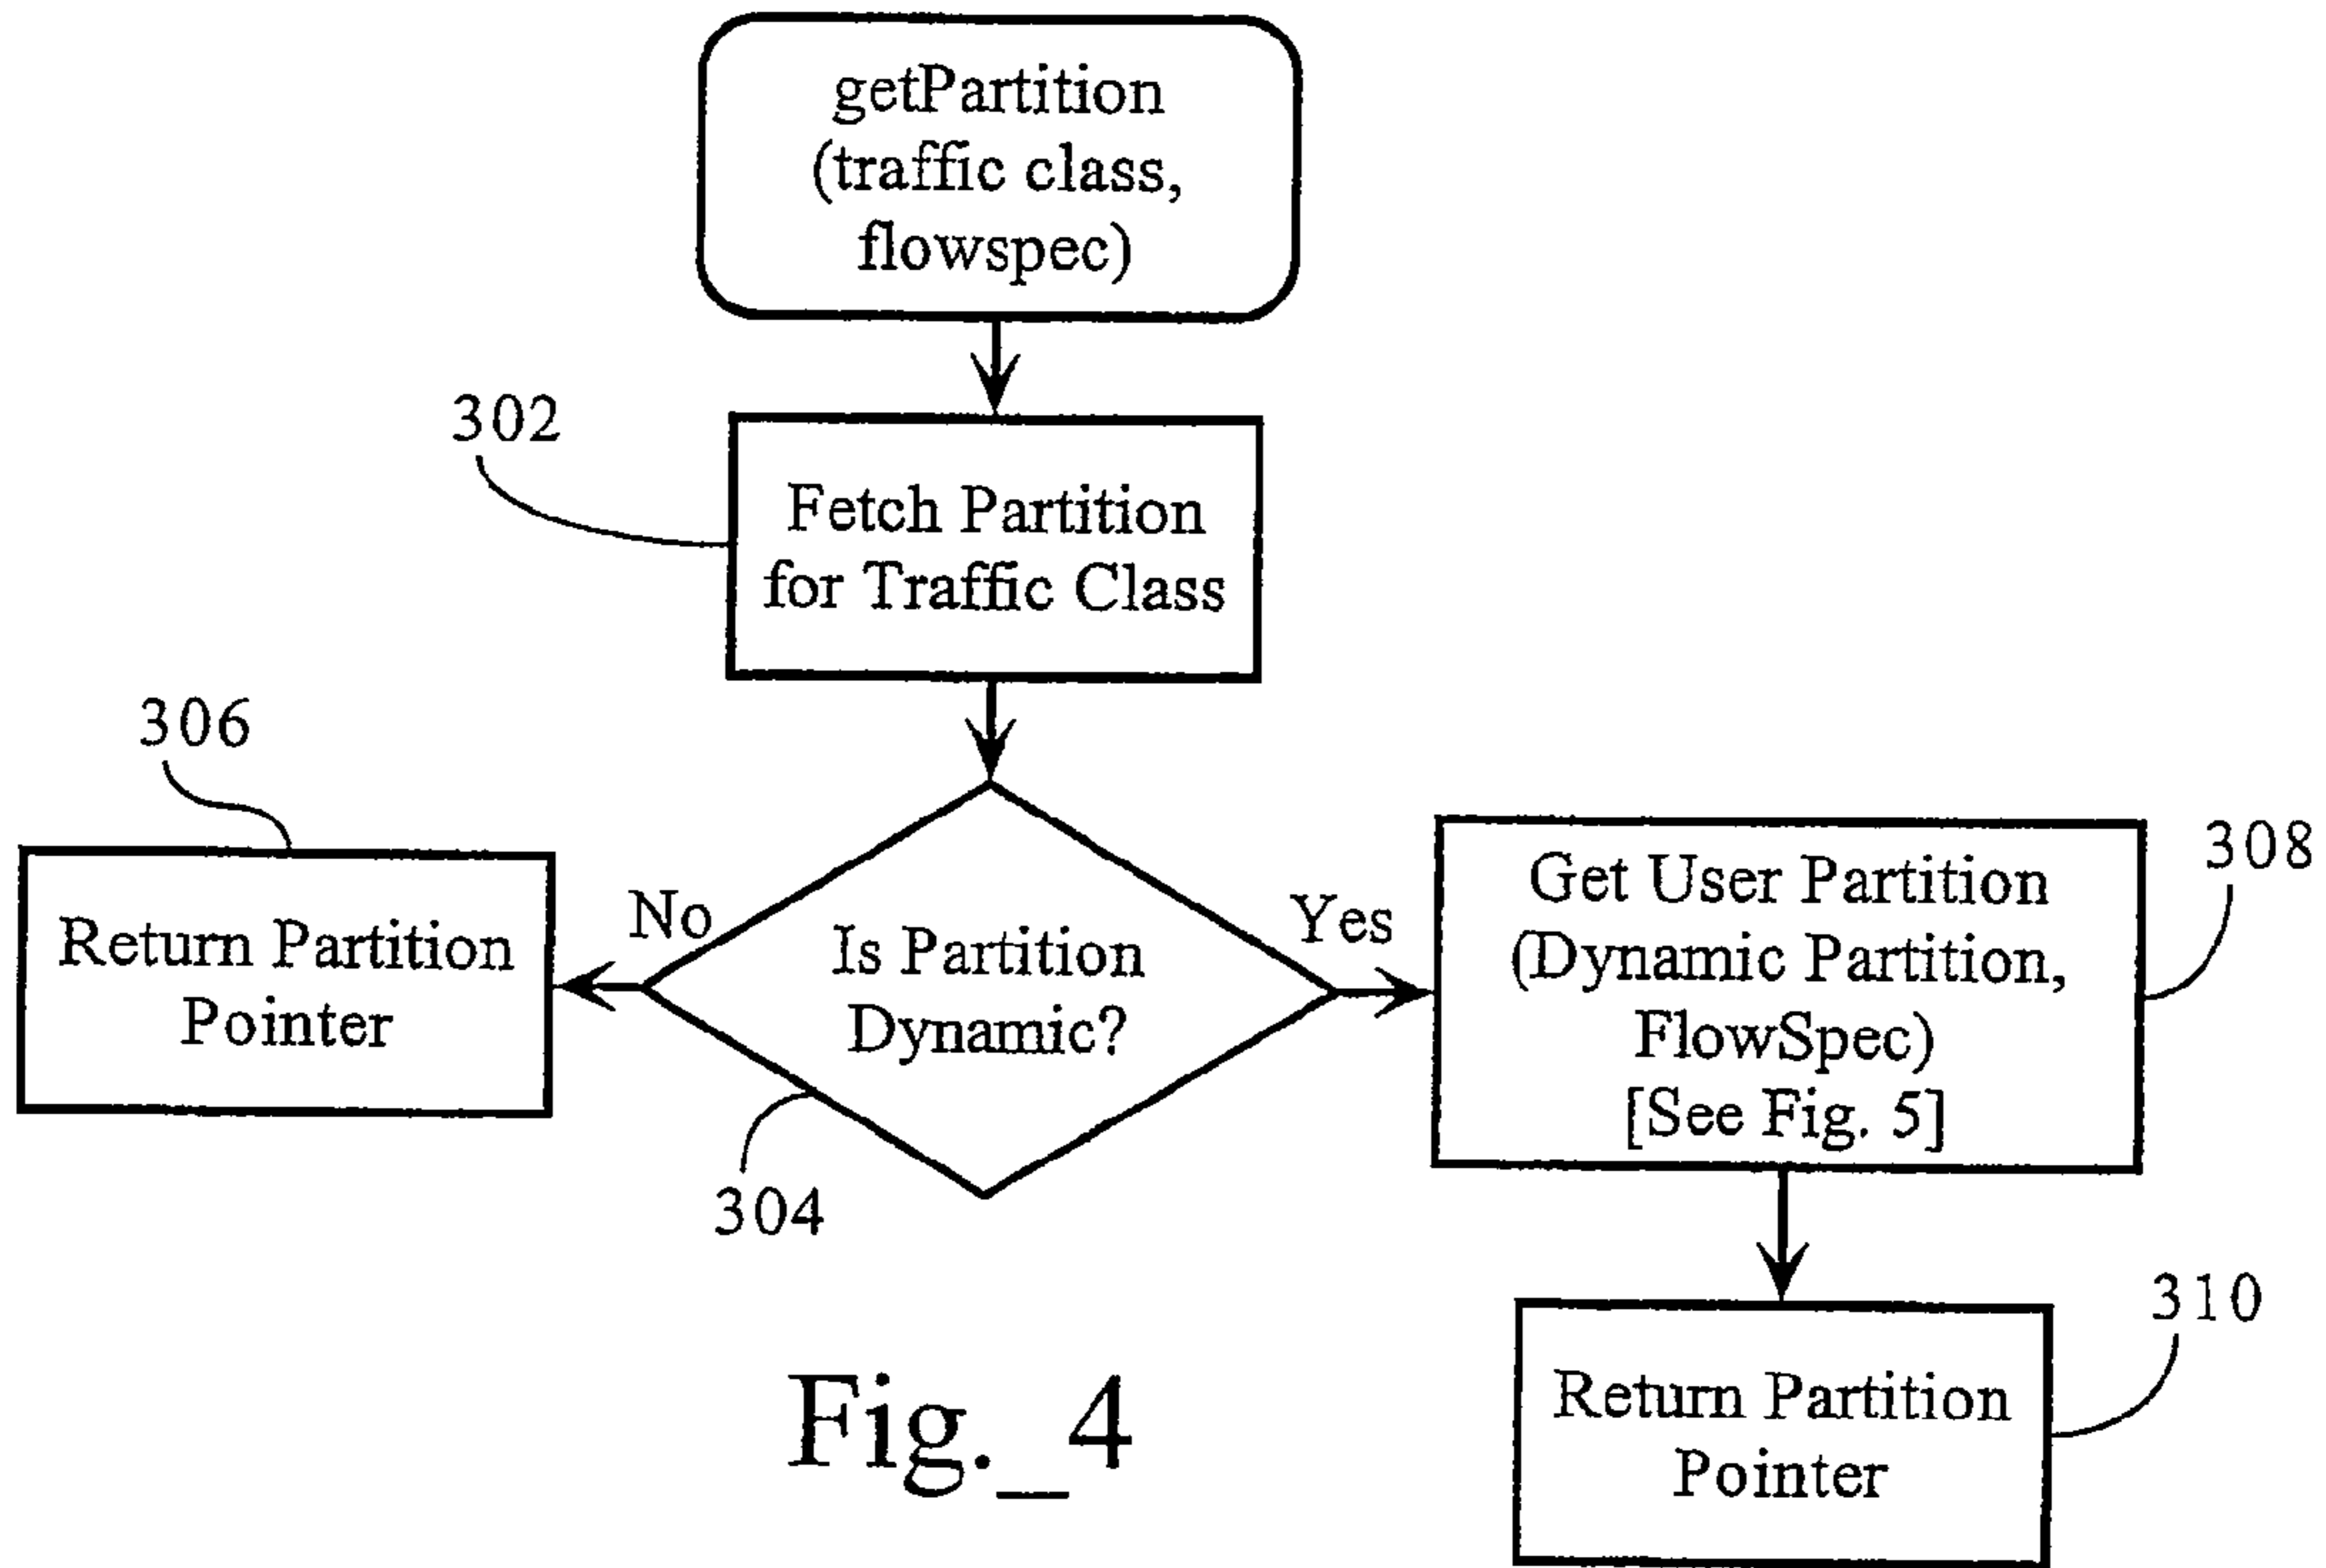 getPartition
(traffic class,
flowspec)
302
Fetch Partition
for Traffic Class
306
Return Partition
Pointer
No
Is Partition
Dynamic?
Yes
304
308
Get User Partition
(Dynamic Partition,
FlowSpec)
[See Fig. 5]
310
Return Partition
Pointer
Fig._4